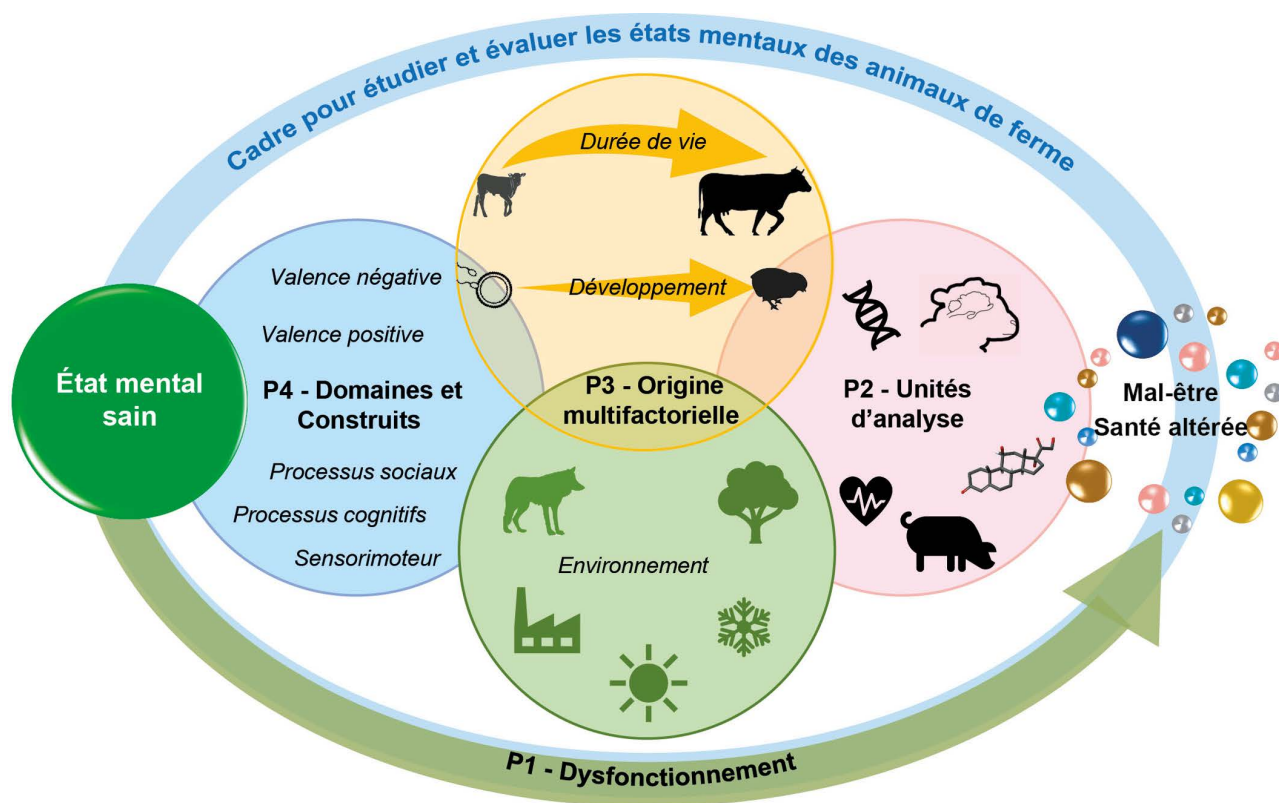 Cadre pour étudier et évaluer les états mentaux des animaux de ferme
Durée de vie
Développement
Valence négative
Valence positive
État mental
sain
P4 - Domaines et
Construits
Processus sociaux
Processus cognitifs
Sensorimoteur
P3 - Origine
multifactorielle
P2 - Unités
d'analyse
Mal-être
Santé altérée
Environnement
P1 - Dysfonctionnement